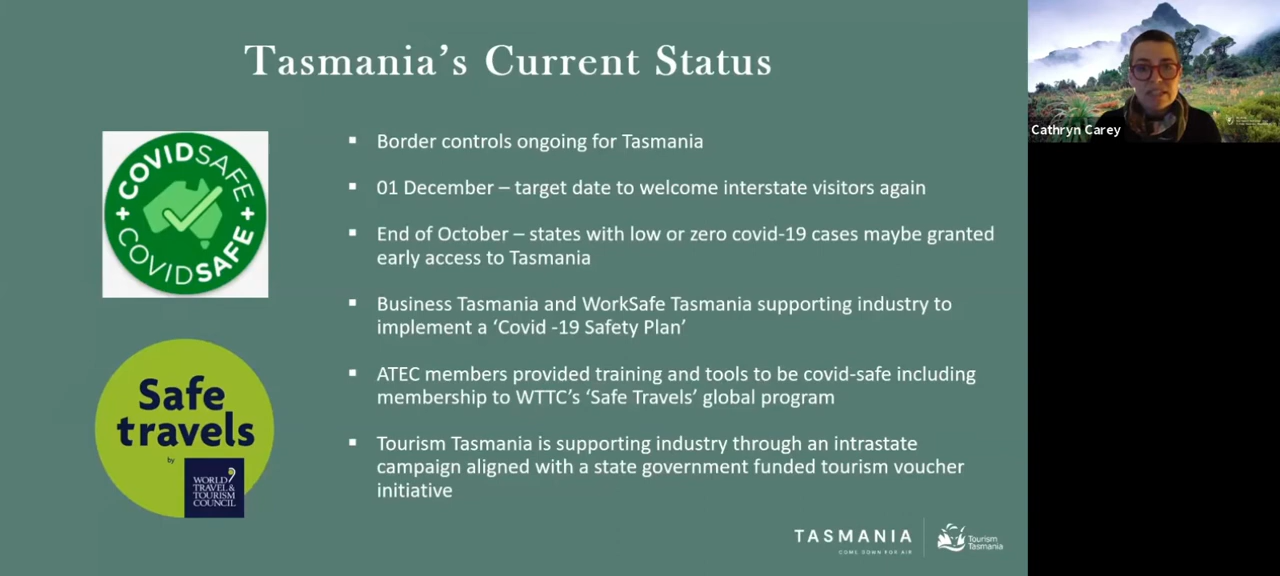 Tasmania's Current Status
COVIDSAFE
COVIDSAFE
Safe
travels
by
WORLD
TRAVEL &
TOURISM
COUNCIL
▪ Border controls ongoing for Tasmania
▪ 01 December – target date to welcome interstate visitors again
▪ End of October – states with low or zero covid-19 cases maybe granted
early access to Tasmania
▪ Business Tasmania and WorkSafe Tasmania supporting industry to
implement a ‘Covid -19 Safety Plan’
▪ ATEC members provided training and tools to be covid-safe including
membership to WTTC’s ‘Safe Travels’ global program
▪ Tourism Tasmania is supporting industry through an intrastate
campaign aligned with a state government funded tourism voucher
initiative
TASMANIA
COME DOWN FOR AIR
Tourism
Tasmania
Cathryn Carey